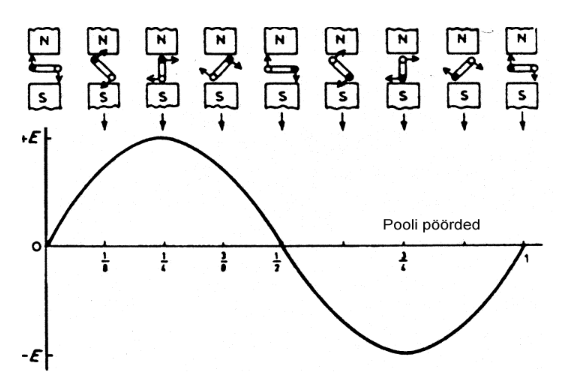 N N N N N N N N N
S S S S S S S S S
+E
Pooli pöörded
0
1/8 1/4 3/8 1/2 3/4 1
-E